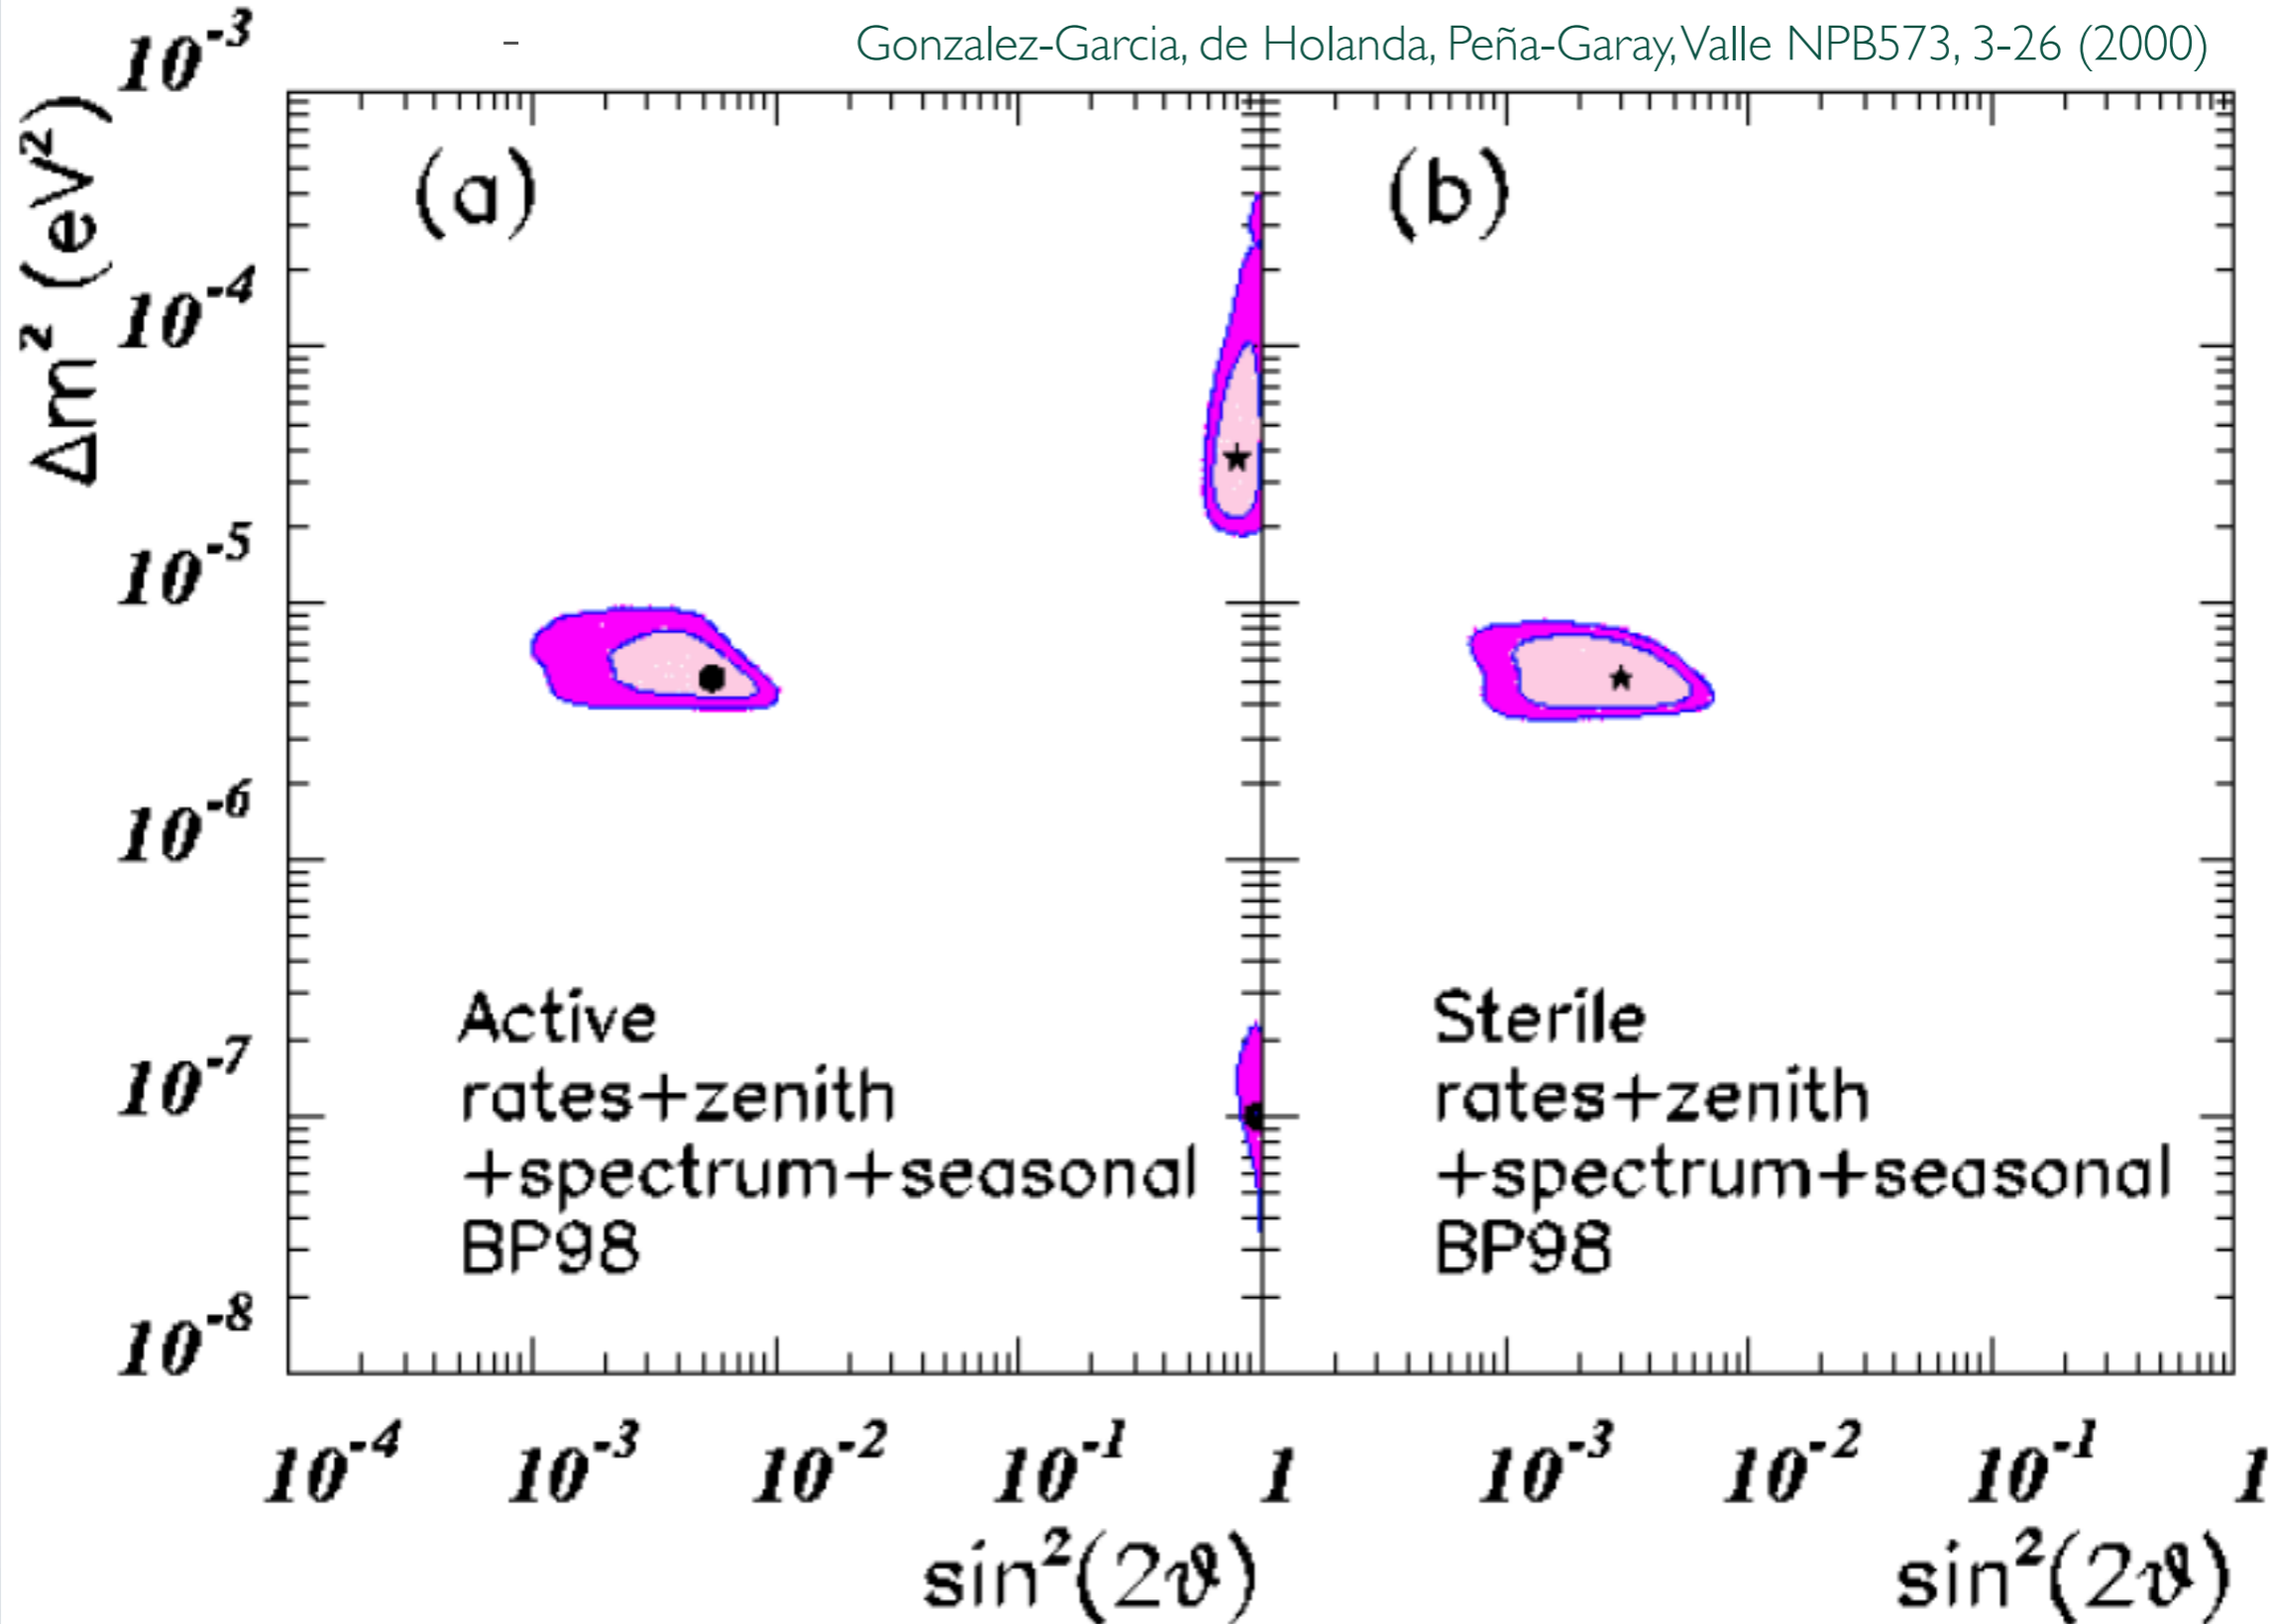 Gonzalez-Garcia, de Holanda, Peña-Garay, Valle NPB573, 3-26 (2000)
Δm² (eV²)
10⁻³
10⁻⁴
10⁻⁵
10⁻⁶
10⁻⁷
10⁻⁸
(a)
Active
rates+zenith
+spectrum+seasonal
BP98
(b)
Sterile
rates+zenith
+spectrum+seasonal
BP98
10⁻⁴ 10⁻³ 10⁻² 10⁻¹ 1 10⁻³ 10⁻² 10⁻¹ 1
sin²(2ϑ) sin²(2ϑ)